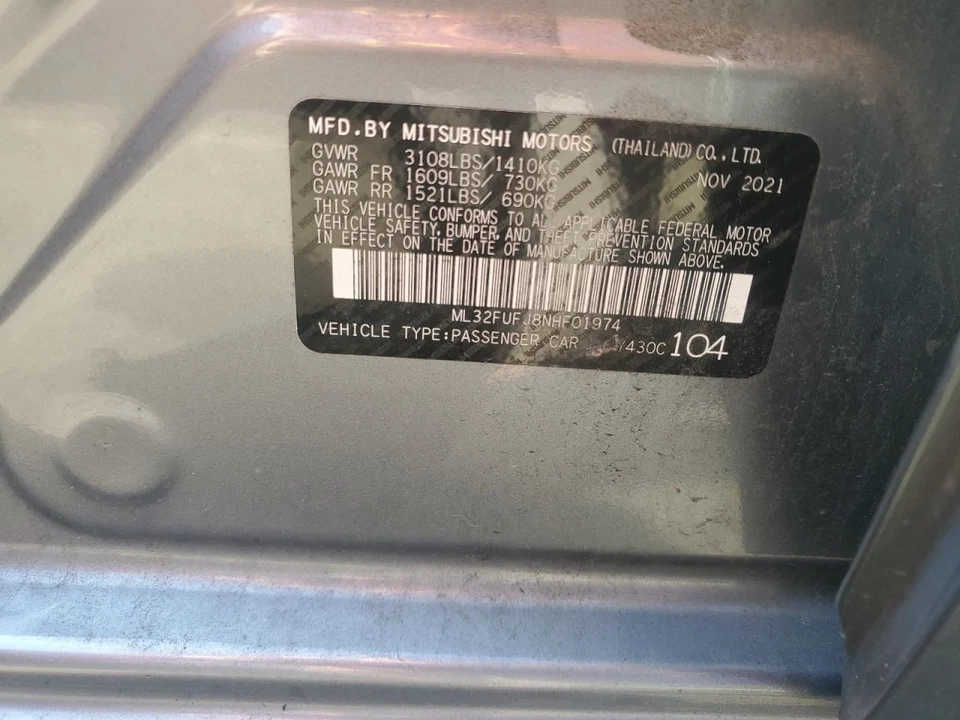 MFD.BY MITSUBISHI MOTORS (THAILAND) CO.,LTD.
GVWR 3108LBS/1410KG NOV 2021
GAWR FR 1609LBS/ 730KG
GAWR RR 1521LBS/ 690KG
THIS VEHICLE CONFORMS TO ALL APPLICABLE FEDERAL MOTOR
VEHICLE SAFETY, BUMPER, AND THEFT PREVENTION STANDARDS
IN EFFECT ON THE DATE OF MANUFACTURE SHOWN ABOVE.
ML32FUFJ8NHF01974
VEHICLE TYPE:PASSENGER CAR 104